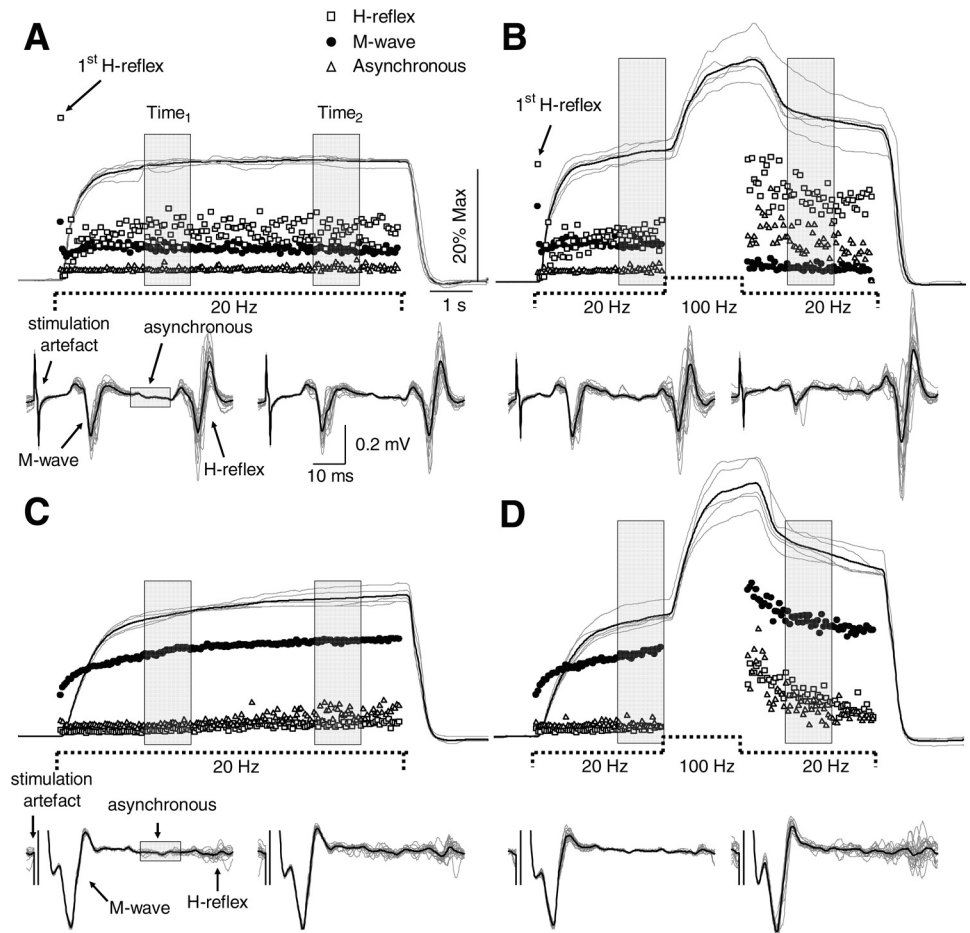 A
B
H-reflex
M-wave
Asynchronous
1st H-reflex
1st H-reflex
Time1
Time2
20% Max
1 s
20 Hz
20 Hz
100 Hz
20 Hz
stimulation
artefact
asynchronous
M-wave
H-reflex
0.2 mV
10 ms
C
D
20 Hz
20 Hz
100 Hz
20 Hz
stimulation
artefact
asynchronous
M-wave
H-reflex